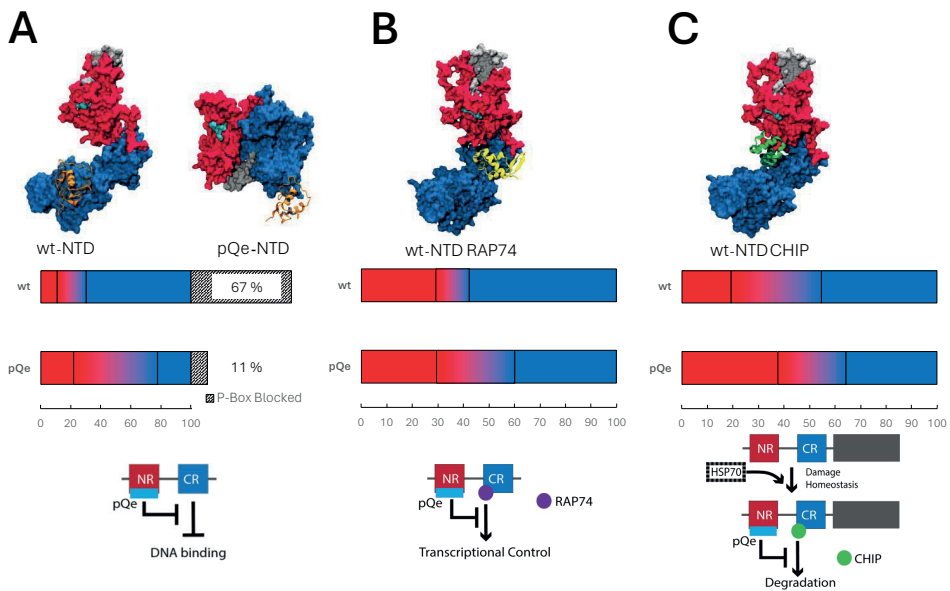 A
B
C
wt-NTD
pQe-NTD
wt-NTD RAP74
wt-NTD CHIP
wt
67 %
wt
wt
pQe
11 %
pQe
pQe
P-Box Blocked
0 20 40 60 80 100
0 10 20 30 40 50 60 70 80 90 100
0 10 20 30 40 50 60 70 80 90 100
NR CR
pQe
DNA binding
NR CR
pQe
RAP74
Transcriptional Control
NR CR
HSP70
Damage
Homeostasis
NR CR
pQe
CHIP
Degradation